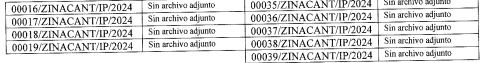 00016/ZINACANT/IP/2024 Sin archivo adjunto
00017/ZINACANT/IP/2024 Sin archivo adjunto
00018/ZINACANT/IP/2024 Sin archivo adjunto
00019/ZINACANT/IP/2024 Sin archivo adjunto
00035/ZINACANT/IP/2024 Sin archivo adjunto
00036/ZINACANT/IP/2024 Sin archivo adjunto
00037/ZINACANT/IP/2024 Sin archivo adjunto
00038/ZINACANT/IP/2024 Sin archivo adjunto
00039/ZINACANT/IP/2024 Sin archivo adjunto